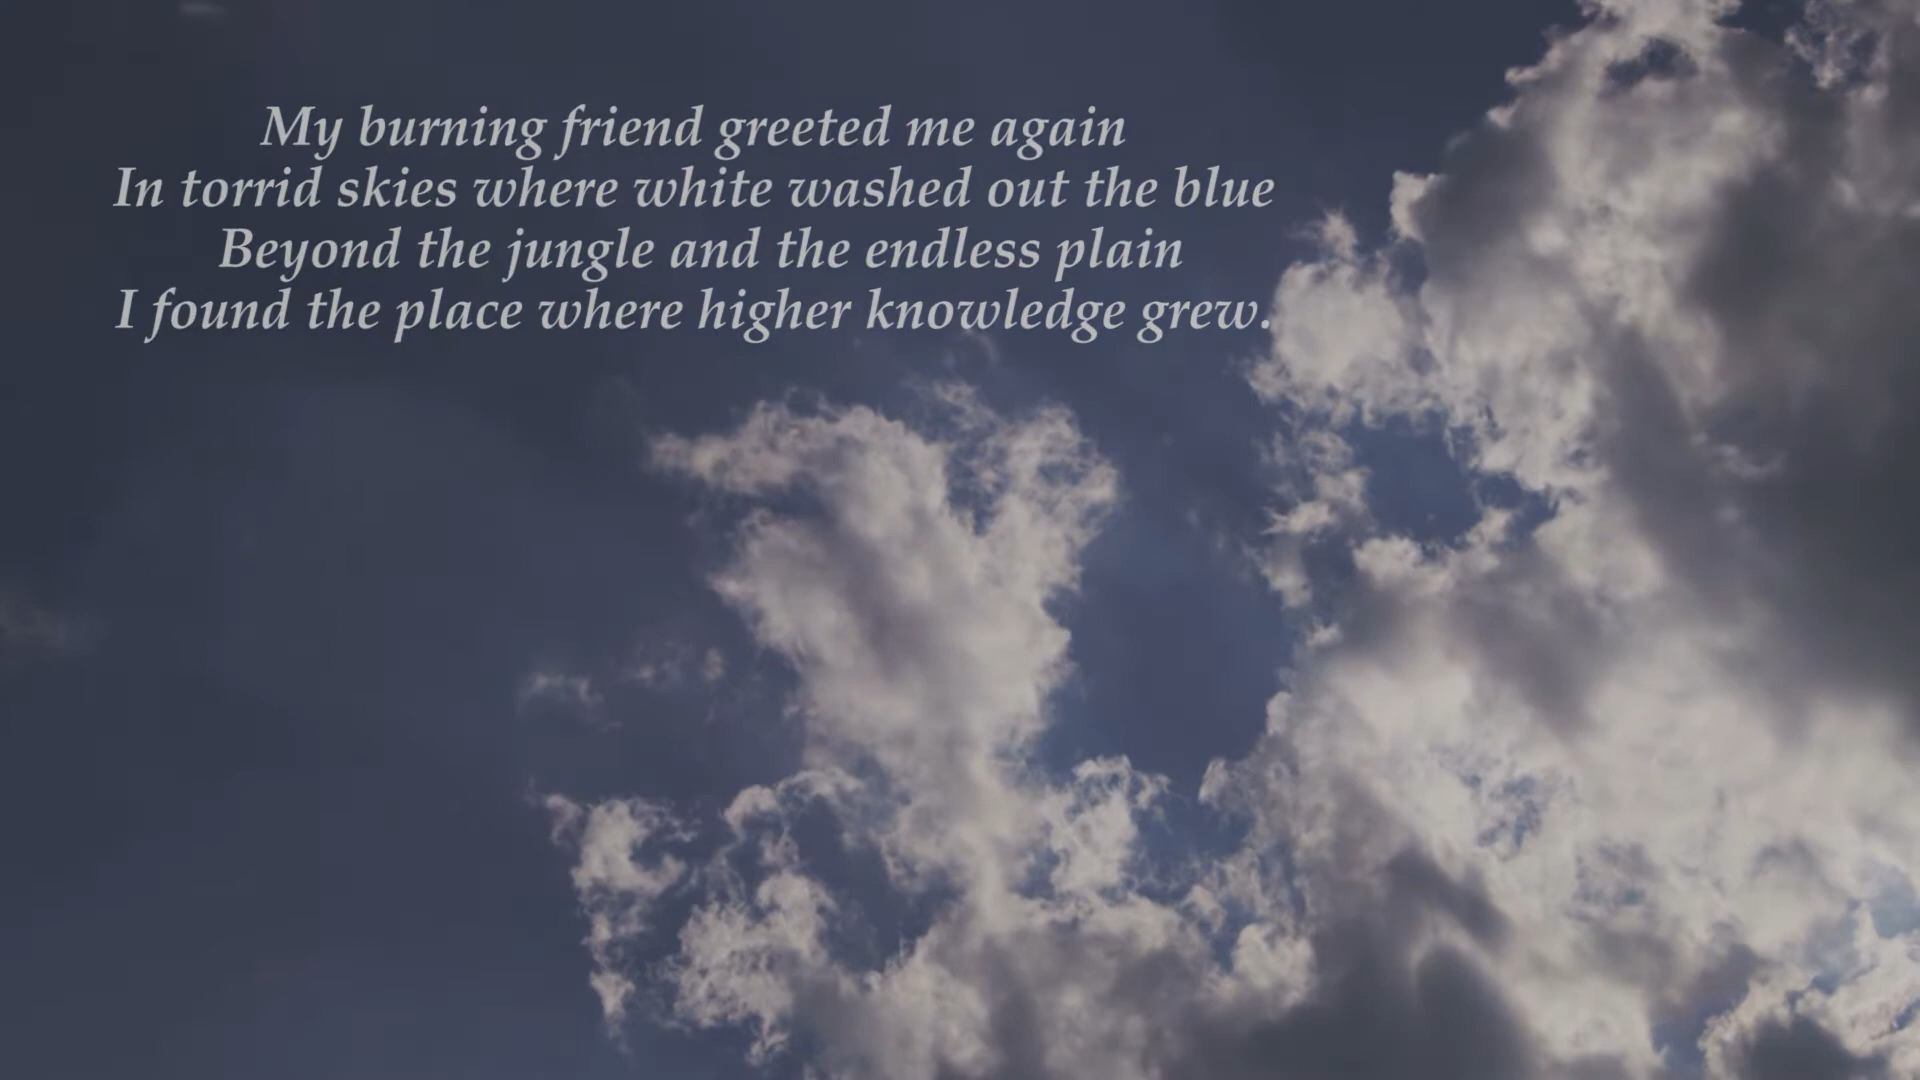 My burning friend greeted me again
In torrid skies where white washed out the blue
Beyond the jungle and the endless plain
I found the place where higher knowledge grew.